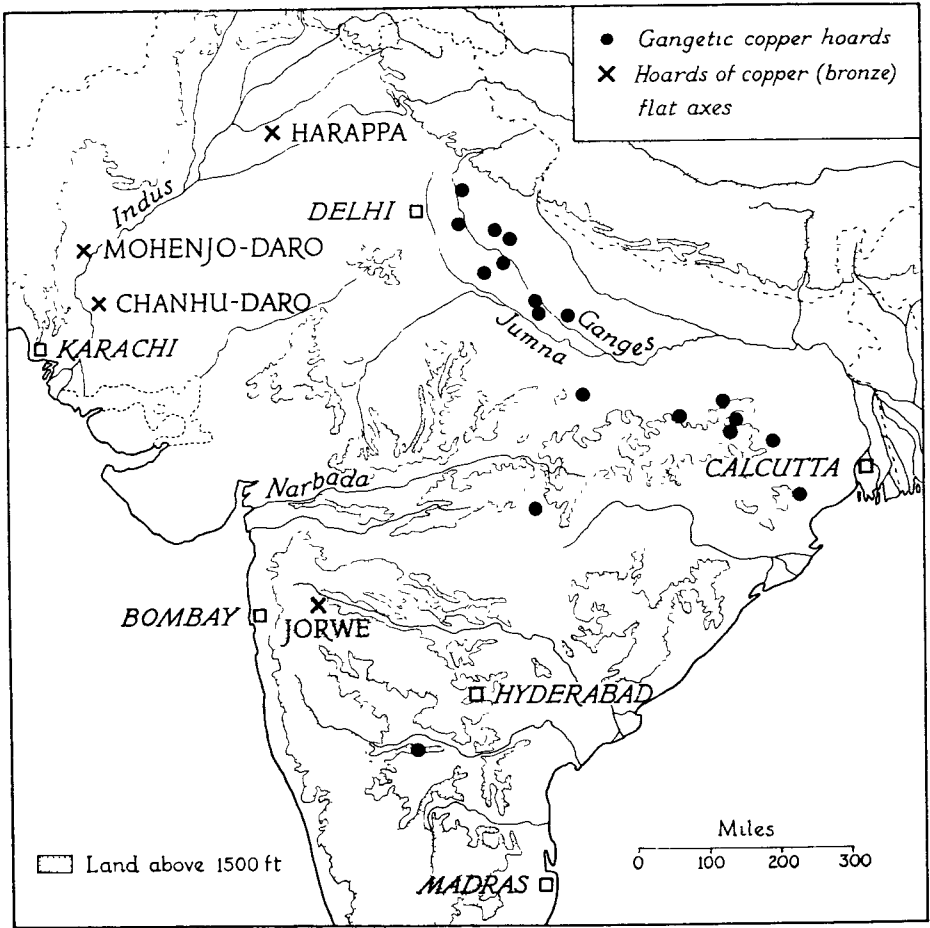 Gangetic copper hoards
Hoards of copper (bronze)
flat axes
HARAPPA
Indus
DELHI
MOHENJO-DARO
CHANHU-DARO
KARACHI
Ganges
Jumna
CALCUTTA
Narbada
BOMBAY
JORWE
HYDERABAD
Miles
0 100 200 300
Land above 1500 ft
MADRAS